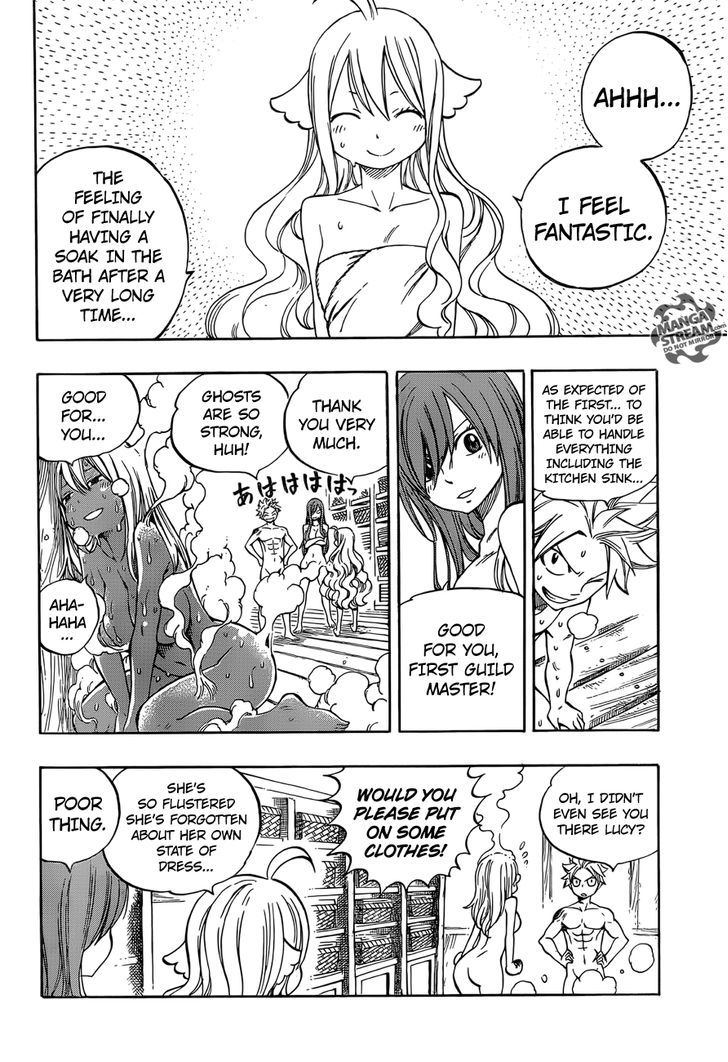 AHHH...
I FEEL
FANTASTIC.
THE
FEELING
OF FINALLY
HAVING A
SOAK IN THE
BATH AFTER A
VERY LONG
TIME...
MANGA
STREAM
DO NOT MIRROR
AS EXPECTED OF
THE FIRST... TO
THINK YOU'D BE
ABLE TO HANDLE
EVERYTHING
INCLUDING THE
KITCHEN SINK...
GOOD
FOR YOU,
FIRST GUILD
MASTER!
THANK
YOU VERY
MUCH.
GHOSTS
ARE SO
STRONG,
HUH!
あはははは
GOOD
FOR...
YOU...
AHA-
HAHA
...
OH, I DIDN'T
EVEN SEE YOU
THERE LUCY?
WOULD YOU
PLEASE PUT
ON SOME
CLOTHES!
SHE'S
SO FLUSTERED
SHE'S FORGOTTEN
ABOUT HER OWN
STATE OF
DRESS...
POOR
THING.